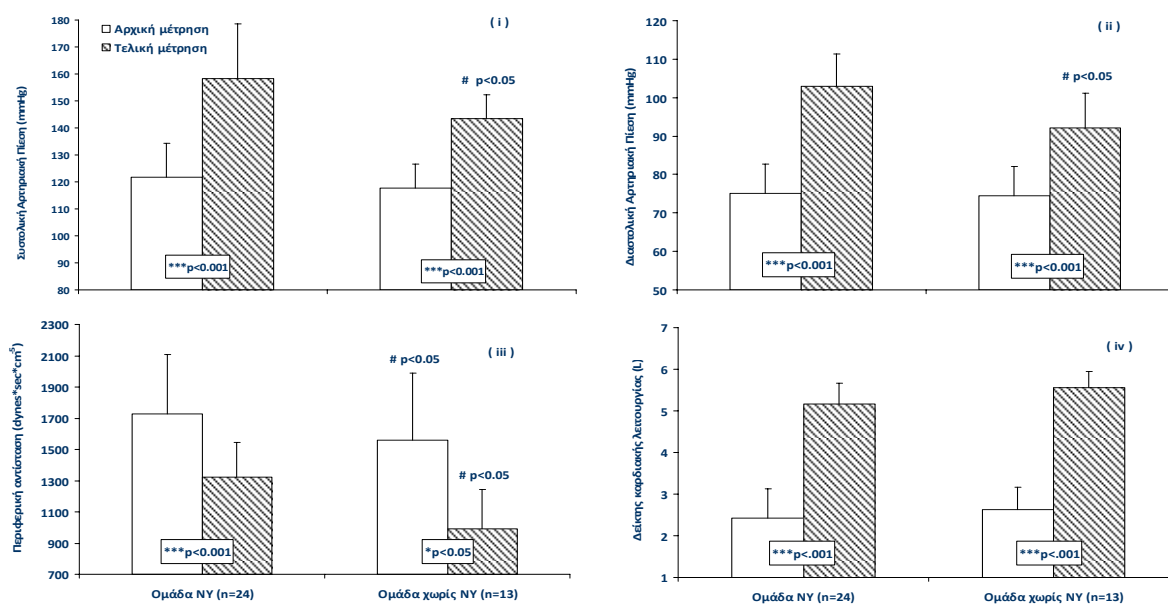 ( i )
Αρχική μέτρηση
Τελική μέτρηση
# p<0.05
***p<0.001
***p<0.001
Συστολική Αρτηριακή Πίεση (mmHg)
180
170
160
150
140
130
120
110
100
90
80
( ii )
# p<0.05
***p<0.001
***p<0.001
Διαστολική Αρτηριακή Πίεση (mmHg)
120
110
100
90
80
70
60
50
( iii )
# p<0.05
# p<0.05
***p<0.001
*p<0.05
Περιφερική αντίσταση (dynes*sec*cm⁵)
2300
2100
1900
1700
1500
1300
1100
900
700
Ομάδα ΝΥ (n=24)
Ομάδα χωρίς ΝΥ (n=13)
( iv )
***p<.001
***p<.001
Δείκτης καρδιακής λειτουργίας (L)
7
6
5
4
3
2
1
Ομάδα ΝΥ (n=24)
Ομάδα χωρίς ΝΥ (n=13)